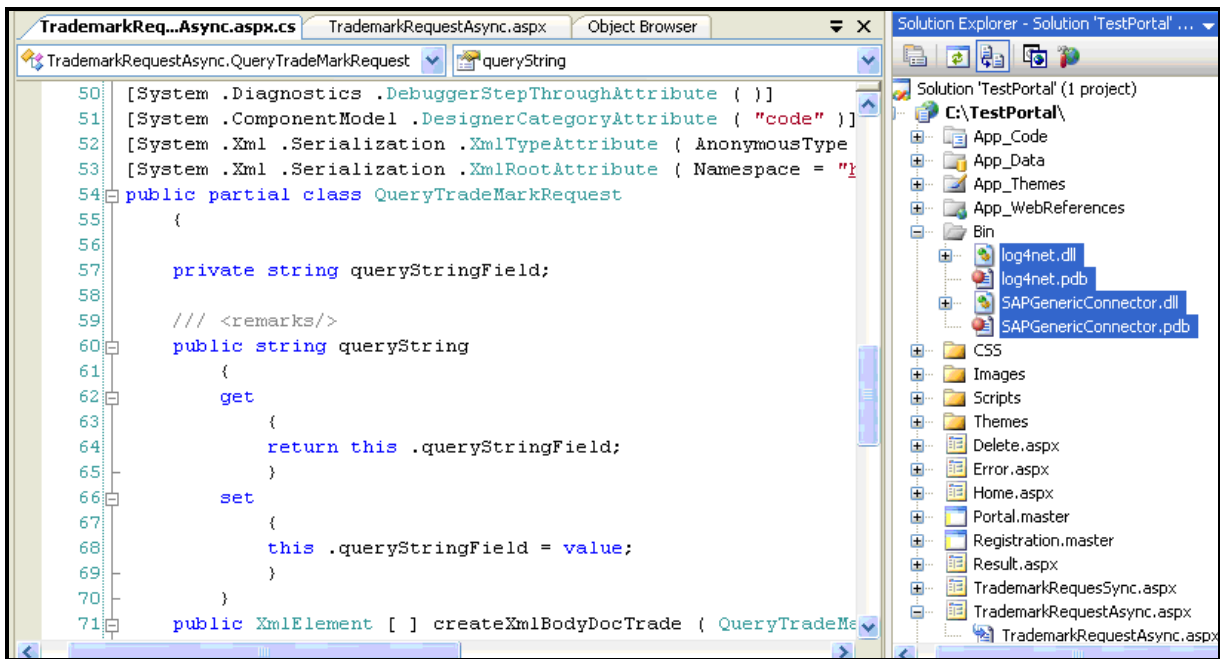 TrademarkReq...Async.aspx.cs TrademarkRequestAsync.aspx Object Browser
TrademarkRequestAsync.QueryTradeMarkRequest queryString
50 [System .Diagnostics .DebuggerStepThroughAttribute ( )]
51 [System .ComponentModel .DesignerCategoryAttribute ( "code" )]
52 [System .Xml .Serialization .XmlTypeAttribute ( AnonymousType
53 [System .Xml .Serialization .XmlRootAttribute ( Namespace = "h
54 public partial class QueryTradeMarkRequest
55 {
56
57 private string queryStringField;
58
59 /// <remarks/>
60 public string queryString
61 {
62 get
63 {
64 return this .queryStringField;
65 }
66 set
67 {
68 this .queryStringField = value;
69 }
70 }
71 public XmlElement [ ] createXmlBodyDocTrade ( QueryTradeMa
Solution Explorer - Solution 'TestPortal' ...
Solution 'TestPortal' (1 project)
C:\TestPortal\
App_Code
App_Data
App_Themes
App_WebReferences
Bin
log4net.dll
log4net.pdb
SAPGenericConnector.dll
SAPGenericConnector.pdb
CSS
Images
Scripts
Themes
Delete.aspx
Error.aspx
Home.aspx
Portal.master
Registration.master
Result.aspx
TrademarkRequesSync.aspx
TrademarkRequestAsync.aspx
TrademarkRequestAsync.aspx